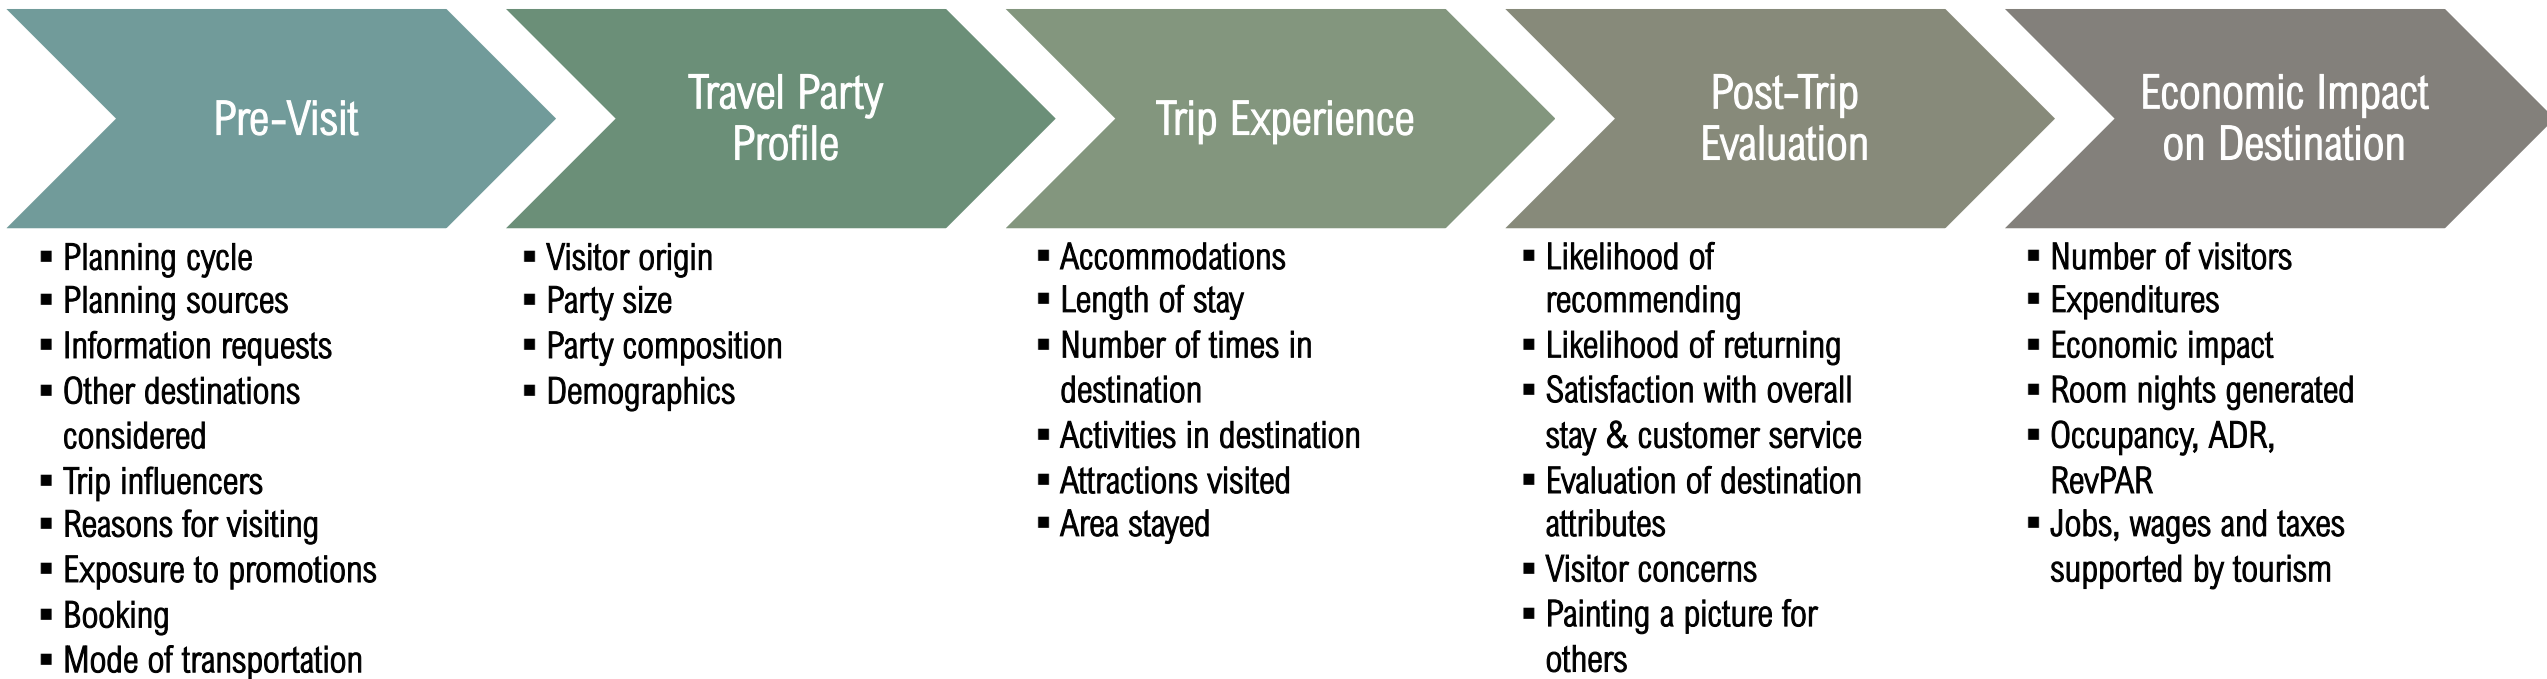 Pre-Visit
▪ Planning cycle
▪ Planning sources
▪ Information requests
▪ Other destinations
considered
▪ Trip influencers
▪ Reasons for visiting
▪ Exposure to promotions
▪ Booking
▪ Mode of transportation
Travel Party
Profile
▪ Visitor origin
▪ Party size
▪ Party composition
▪ Demographics
Trip Experience
▪ Accommodations
▪ Length of stay
▪ Number of times in
destination
▪ Activities in destination
▪ Attractions visited
▪ Area stayed
Post-Trip
Evaluation
▪ Likelihood of
recommending
▪ Likelihood of returning
▪ Satisfaction with overall
stay & customer service
▪ Evaluation of destination
attributes
▪ Visitor concerns
▪ Painting a picture for
others
Economic Impact
on Destination
▪ Number of visitors
▪ Expenditures
▪ Economic impact
▪ Room nights generated
▪ Occupancy, ADR,
RevPAR
▪ Jobs, wages and taxes
supported by tourism